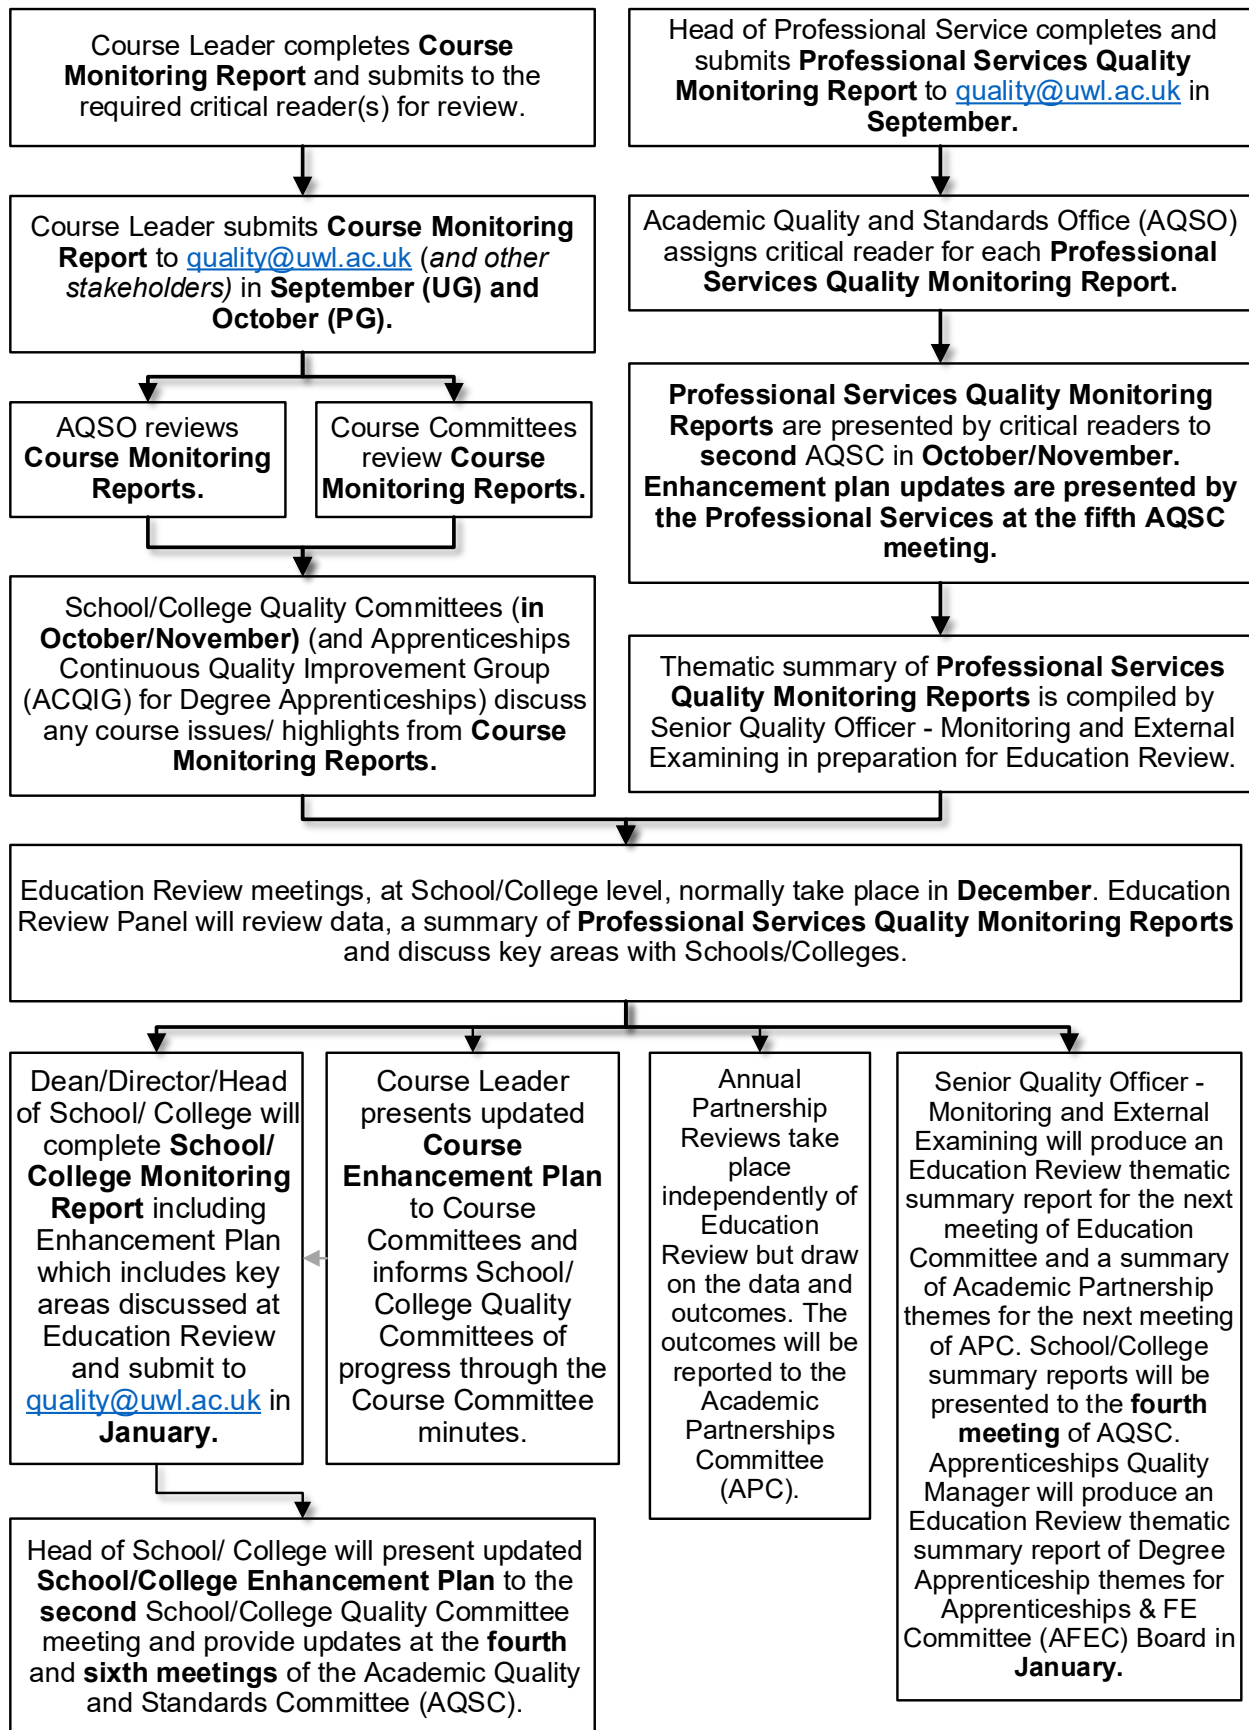 Course Leader completes Course
Monitoring Report and submits to the
required critical reader(s) for review.
Head of Professional Service completes and
submits Professional Services Quality
Monitoring Report to quality@uwl.ac.uk in
September.
Course Leader submits Course Monitoring
Report to quality@uwl.ac.uk (and other
stakeholders) in September (UG) and
October (PG).
Academic Quality and Standards Office (AQSO)
assigns critical reader for each Professional
Services Quality Monitoring Report.
AQSO reviews
Course Monitoring
Reports.
Course Committees
review Course
Monitoring Reports.
Professional Services Quality Monitoring
Reports are presented by critical readers to
second AQSC in October/November.
Enhancement plan updates are presented by
the Professional Services at the fifth AQSC
meeting.
School/College Quality Committees (in
October/November) (and Apprenticeships
Continuous Quality Improvement Group
(ACQIG) for Degree Apprenticeships) discuss
any course issues/ highlights from Course
Monitoring Reports.
Thematic summary of Professional Services
Quality Monitoring Reports is compiled by
Senior Quality Officer - Monitoring and External
Examining in preparation for Education Review.
Education Review meetings, at School/College level, normally take place in December. Education
Review Panel will review data, a summary of Professional Services Quality Monitoring Reports
and discuss key areas with Schools/Colleges.
Dean/Director/Head
of School/ College will
complete School/
College Monitoring
Report including
Enhancement Plan
which includes key
areas discussed at
Education Review
and submit to
quality@uwl.ac.uk in
January.
Course Leader
presents updated
Course
Enhancement Plan
to Course
Committees and
informs School/
College Quality
Committees of
progress through the
Course Committee
minutes.
Annual
Partnership
Reviews take
place
independently of
Education
Review but draw
on the data and
outcomes. The
outcomes will be
reported to the
Academic
Partnerships
Committee
(APC).
Senior Quality Officer -
Monitoring and External
Examining will produce an
Education Review thematic
summary report for the next
meeting of Education
Committee and a summary
of Academic Partnership
themes for the next meeting
of APC. School/College
summary reports will be
presented to the fourth
meeting of AQSC.
Apprenticeships Quality
Manager will produce an
Education Review thematic
summary report of Degree
Apprenticeship themes for
Apprenticeships & FE
Committee (AFEC) Board in
January.
Head of School/ College will present updated
School/College Enhancement Plan to the
second School/College Quality Committee
meeting and provide updates at the fourth
and sixth meetings of the Academic Quality
and Standards Committee (AQSC).